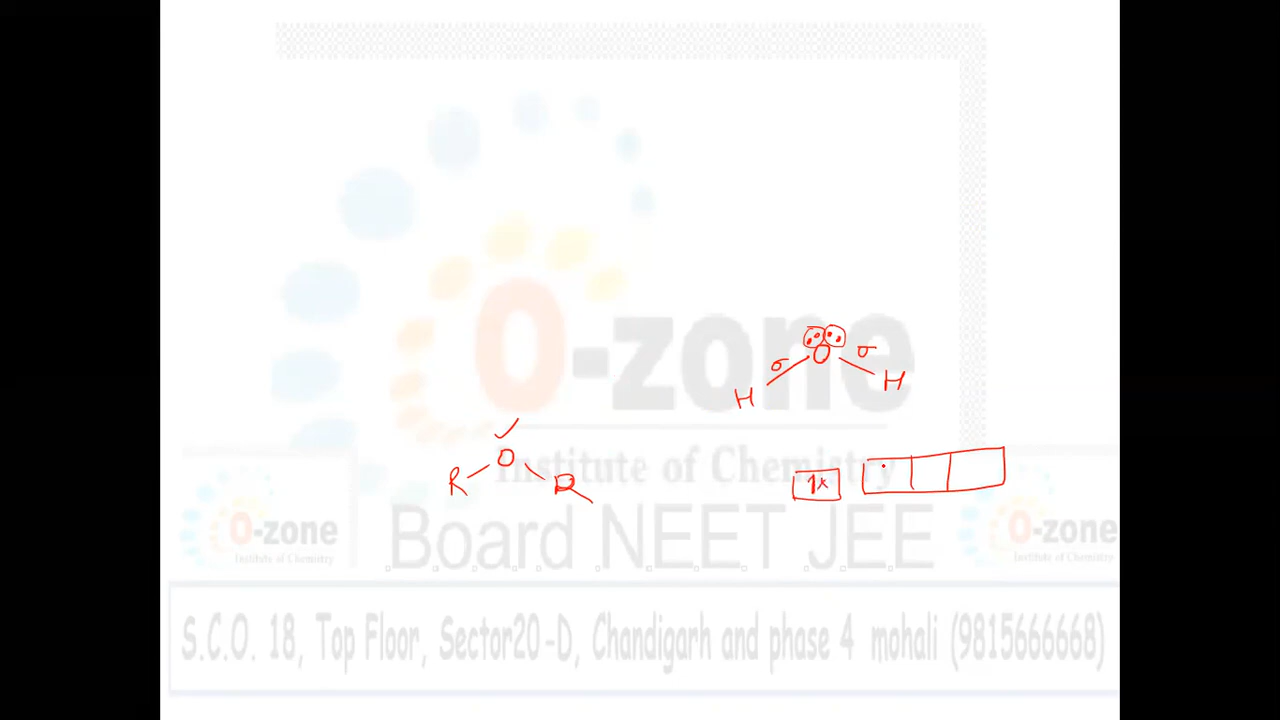 O-zone
Institute of Chemistry
Board NEET JEE
O-zone
Institute of Chemistry
O-zone
Institute of Chemistry
S.C.O. 18, Top Floor, Sector20-D, Chandigarh and phase 4 mohali (9815666668)
σ O σ
H H
O
R R